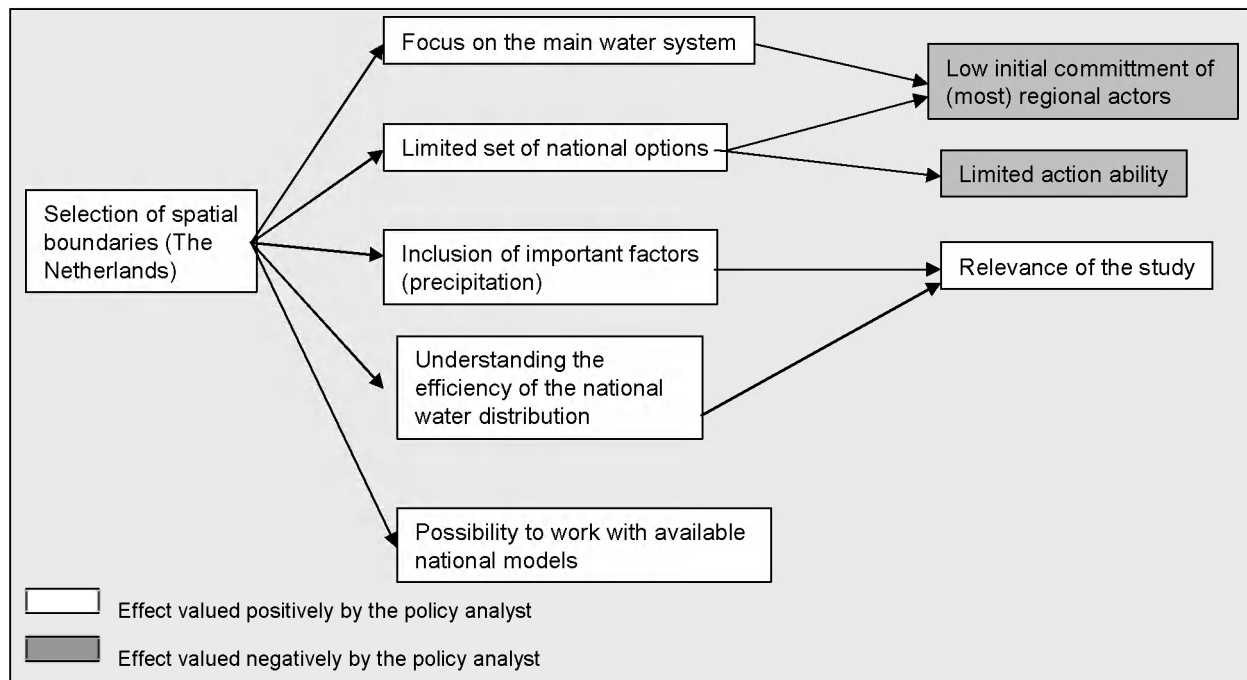 Focus on the main water system
Low initial committment of
(most) regional actors
Limited set of national options
Limited action ability
Selection of spatial
boundaries (The
Netherlands)
Inclusion of important factors
(precipitation)
Relevance of the study
Understanding the
efficiency of the national
water distribution
Possibility to work with available
national models
Effect valued positively by the policy analyst
Effect valued negatively by the policy analyst